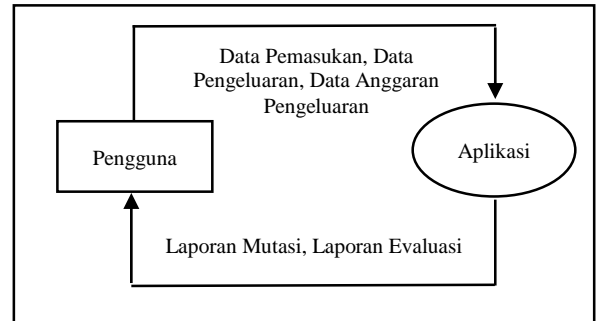 Data Pemasukan, Data
Pengeluaran, Data Anggaran
Pengeluaran
Pengguna
Aplikasi
Laporan Mutasi, Laporan Evaluasi